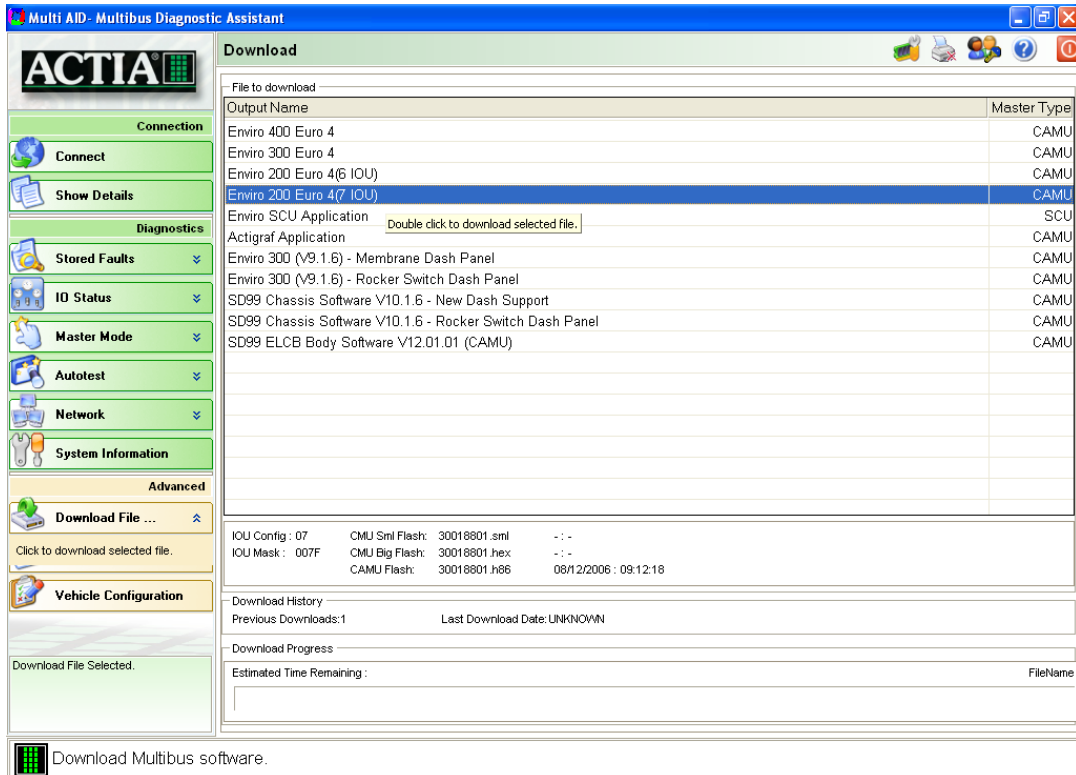 Multi AID- Multibus Diagnostic Assistant
ACTIA
Connection
Connect
Show Details
Diagnostics
Stored Faults
IO Status
Master Mode
Autotest
Network
System Information
Advanced
Download File ...
Click to download selected file.
Vehicle Configuration
Download File Selected.
Download
File to download
Output Name Master Type
Enviro 400 Euro 4 CAMU
Enviro 300 Euro 4 CAMU
Enviro 200 Euro 4(6 IOU) CAMU
Enviro 200 Euro 4(7 IOU) CAMU
Enviro SCU Application SCU
Double click to download selected file.
Actigraf Application CAMU
Enviro 300 (V9.1.6) - Membrane Dash Panel CAMU
Enviro 300 (V9.1.6) - Rocker Switch Dash Panel CAMU
SD99 Chassis Software V10.1.6 - New Dash Support CAMU
SD99 Chassis Software V10.1.6 - Rocker Switch Dash Panel CAMU
SD99 ELCB Body Software V12.01.01 (CAMU) CAMU
IOU Config : 07 CMU Sml Flash: 30018801.sml - : -
IOU Mask : 007F CMU Big Flash: 30018801.hex - : -
CAMU Flash: 30018801.h86 08/12/2006 : 09:12:18
Download History
Previous Downloads:1 Last Download Date: UNKNOWN
Download Progress
Estimated Time Remaining : FileName
Download Multibus software.